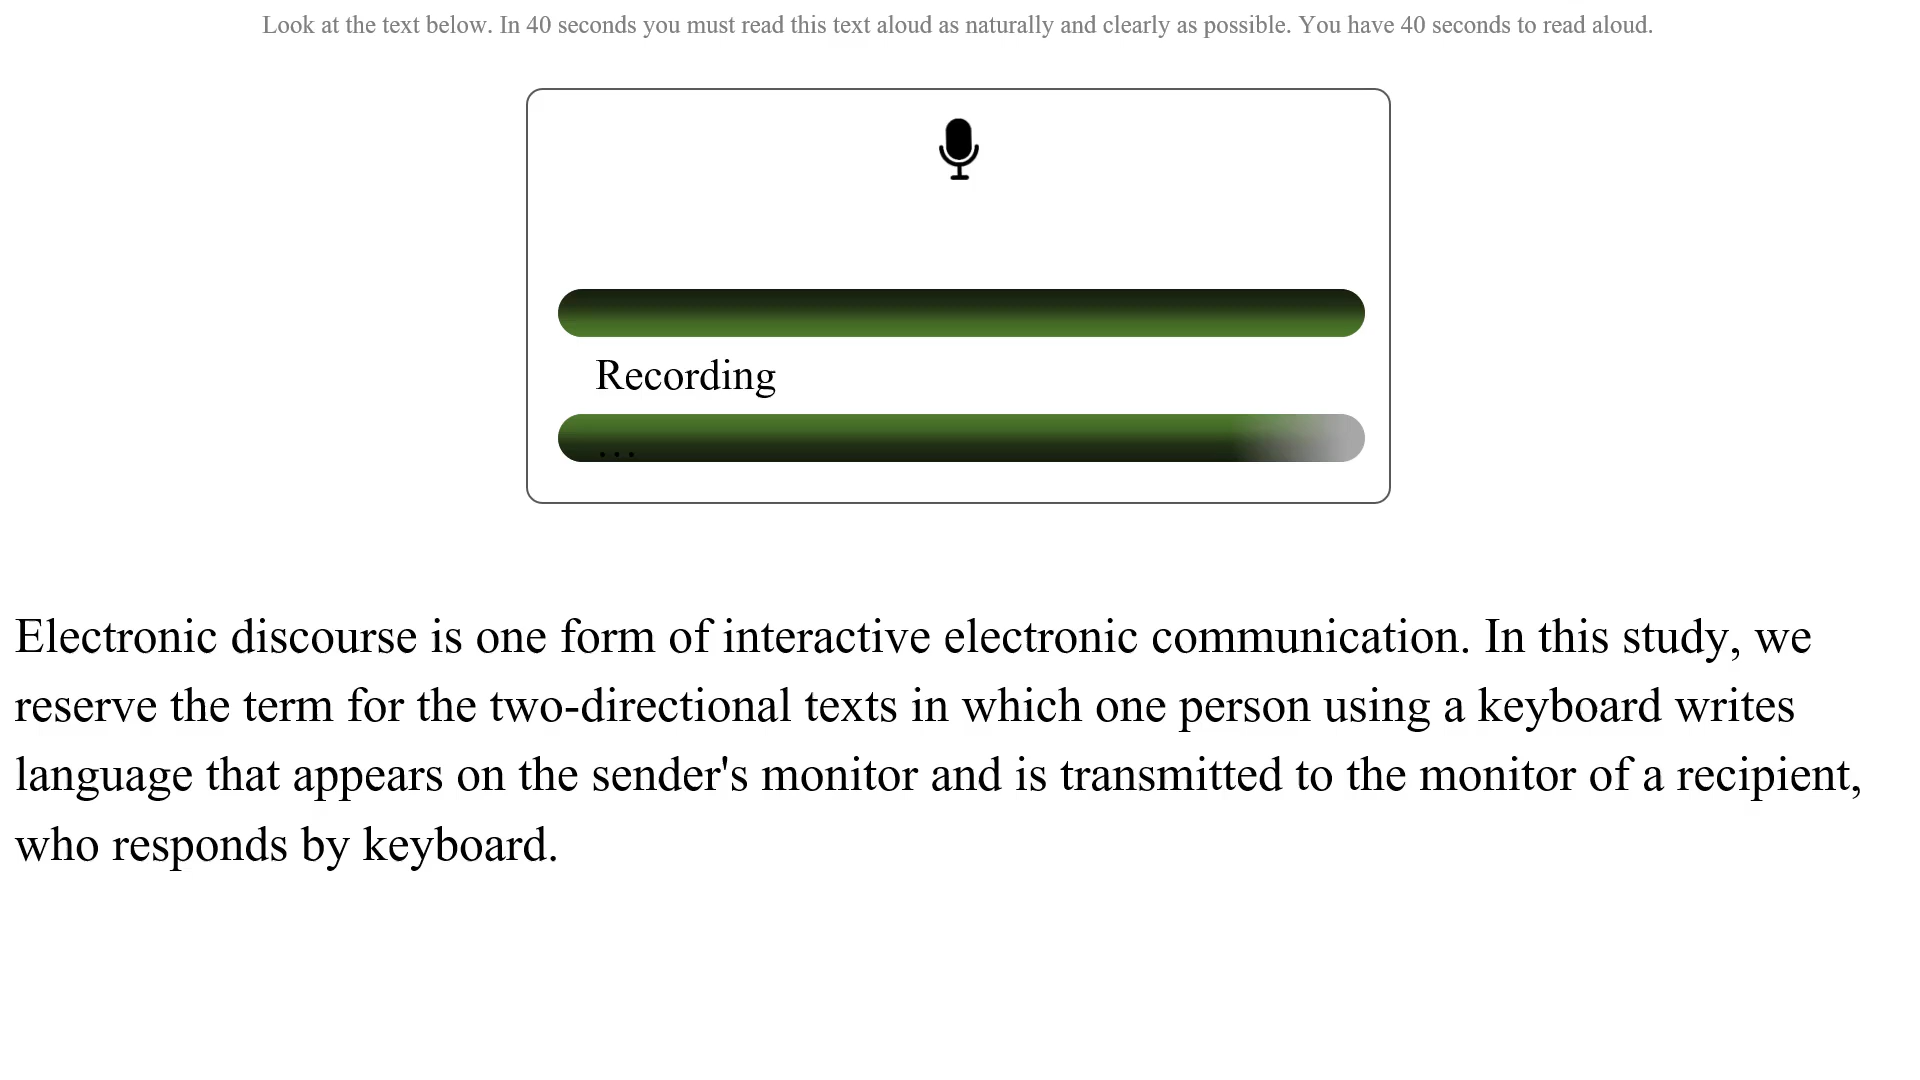 Look at the text below. In 40 seconds you must read this text aloud as naturally and clearly as possible. You have 40 seconds to read aloud.
Recording
...
Electronic discourse is one form of interactive electronic communication. In this study, we
reserve the term for the two-directional texts in which one person using a keyboard writes
language that appears on the sender's monitor and is transmitted to the monitor of a recipient,
who responds by keyboard.